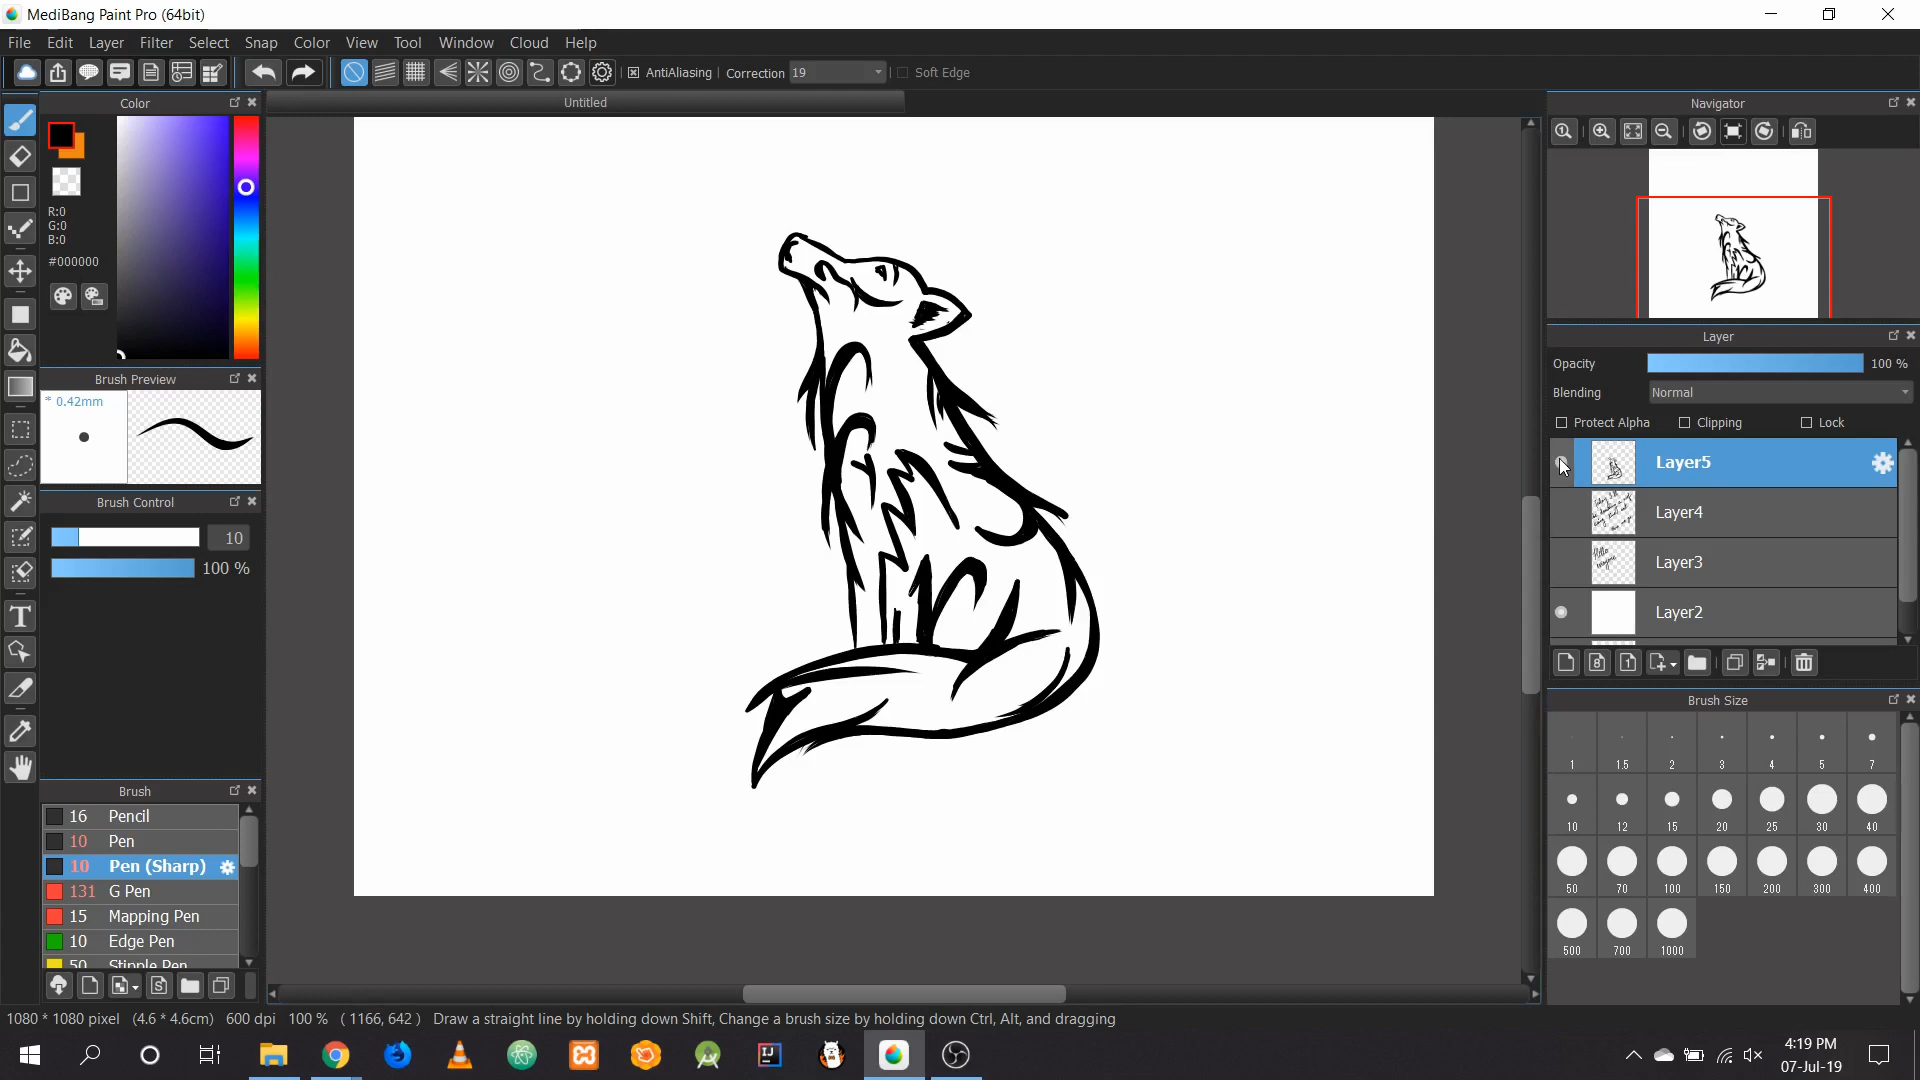 MediBang Paint Pro (64bit)
File Edit Layer Filter Select Snap Color View Tool Window Cloud Help
AntiAliasing Correction 19 Soft Edge
Color
Untitled
R:0
G:0
B:0
#000000
Brush Preview
* 0.42mm
Brush Control
10
100 %
Brush
16 Pencil
10 Pen
10 Pen (Sharp)
131 G Pen
15 Mapping Pen
10 Edge Pen
50 Stipple Pen
Navigator
Layer
Opacity 100 %
Blending Normal
Protect Alpha Clipping Lock
Layer5
Layer4
Layer3
Layer2
Brush Size
1 1.5 2 3 4 5 7
10 12 15 20 25 30 40
50 70 100 150 200 300 400
500 700 1000
1080 * 1080 pixel (4.6 * 4.6cm) 600 dpi 100 % ( 1166, 642 ) Draw a straight line by holding down Shift, Change a brush size by holding down Ctrl, Alt, and dragging
4:19 PM
07-Jul-19